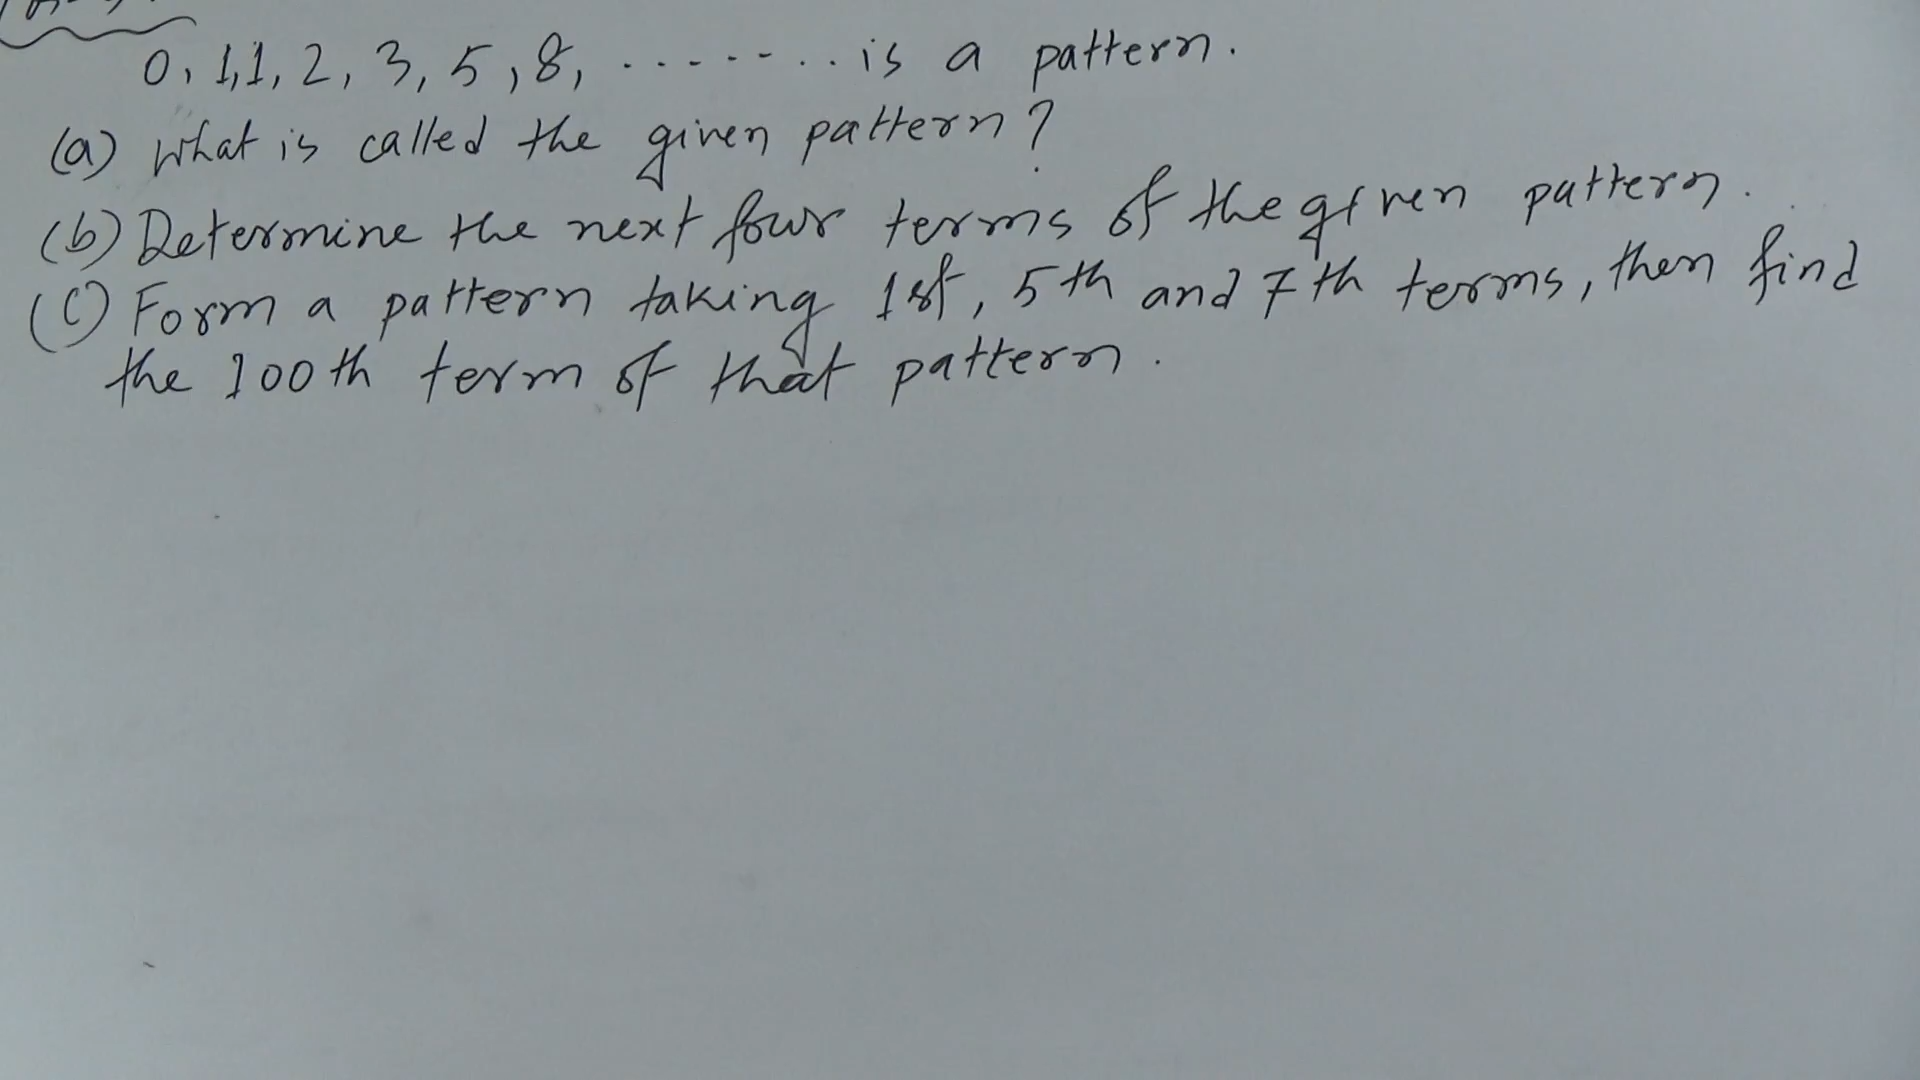 0, 1, 1, 2, 3, 5, 8, ........ is a pattern.
(a) What is called the given pattern?
(b) Determine the next four terms of the given pattern.
(c) Form a pattern taking 1st, 5th and 7th terms, then find
the 100th term of that pattern.